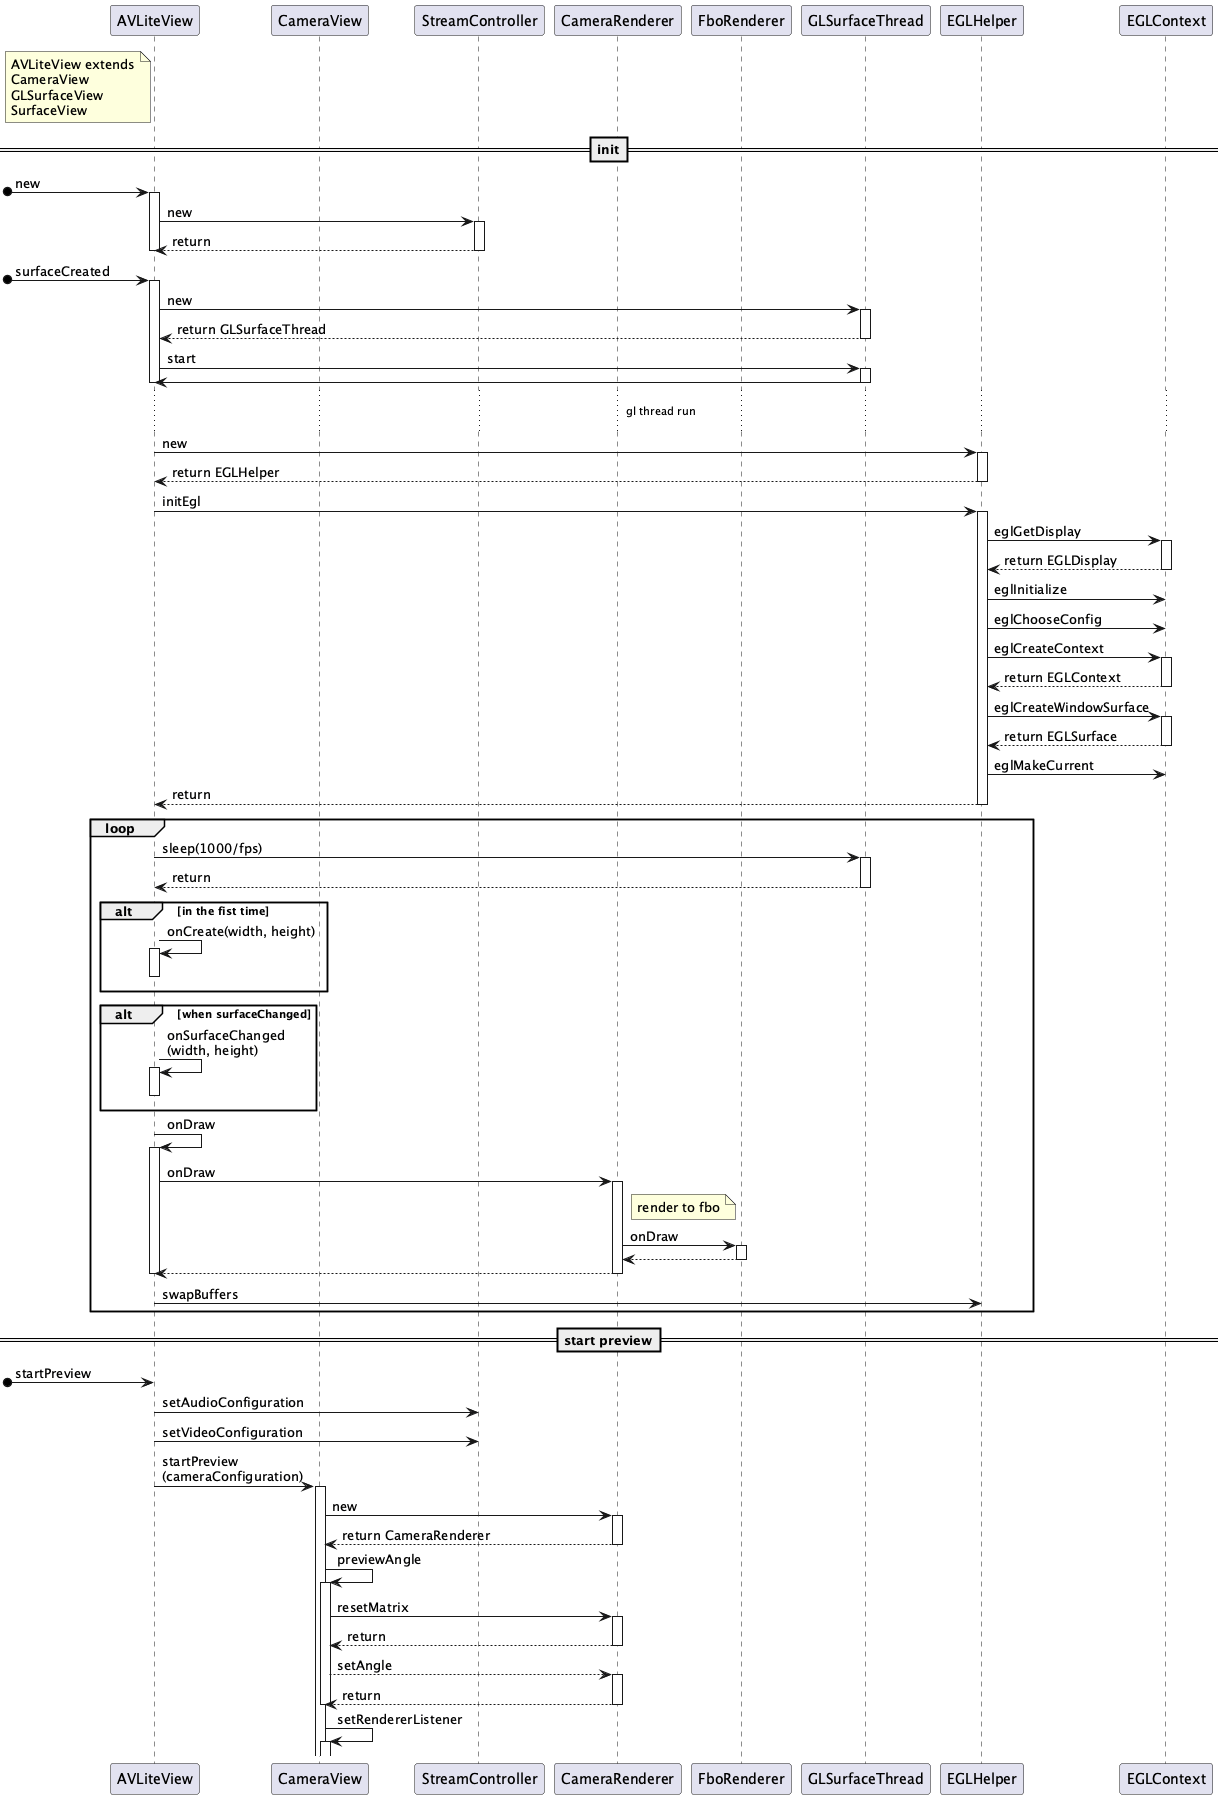 AVLiteView
CameraView
StreamController
CameraRenderer
FboRenderer
GLSurfaceThread
EGLHelper
EGLContext
AVLiteView extends
CameraView
GLSurfaceView
SurfaceView
init
new
new
return
surfaceCreated
new
return GLSurfaceThread
start
gl thread run
new
return EGLHelper
initEgl
eglGetDisplay
return EGLDisplay
eglInitialize
eglChooseConfig
eglCreateContext
return EGLContext
eglCreateWindowSurface
return EGLSurface
eglMakeCurrent
return
loop
sleep(1000/fps)
return
alt [in the fist time]
onCreate(width, height)
alt [when surfaceChanged]
onSurfaceChanged
(width, height)
onDraw
onDraw
render to fbo
onDraw
swapBuffers
start preview
startPreview
setAudioConfiguration
setVideoConfiguration
startPreview
(cameraConfiguration)
new
return CameraRenderer
previewAngle
resetMatrix
return
setAngle
return
setRendererListener
AVLiteView
CameraView
StreamController
CameraRenderer
FboRenderer
GLSurfaceThread
EGLHelper
EGLContext